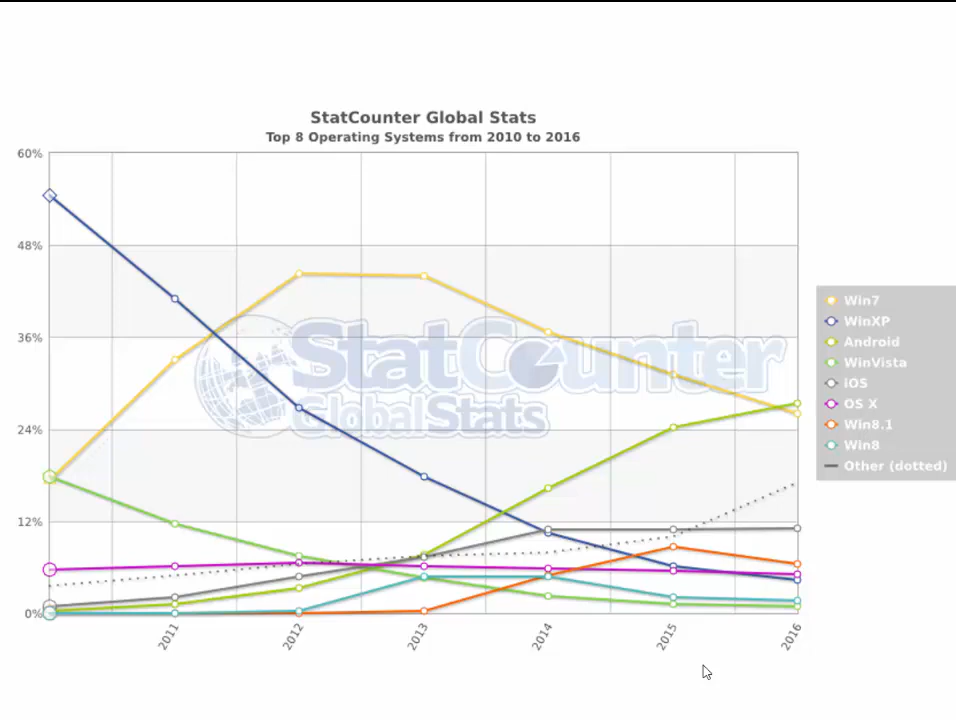 StatCounter Global Stats
Top 8 Operating Systems from 2010 to 2016
60%
48%
36%
24%
12%
0%
StatCounter
GlobalStats
Win7
WinXP
Android
WinVista
iOS
OS X
Win8.1
Win8
Other (dotted)
2011
2012
2013
2014
2015
2016